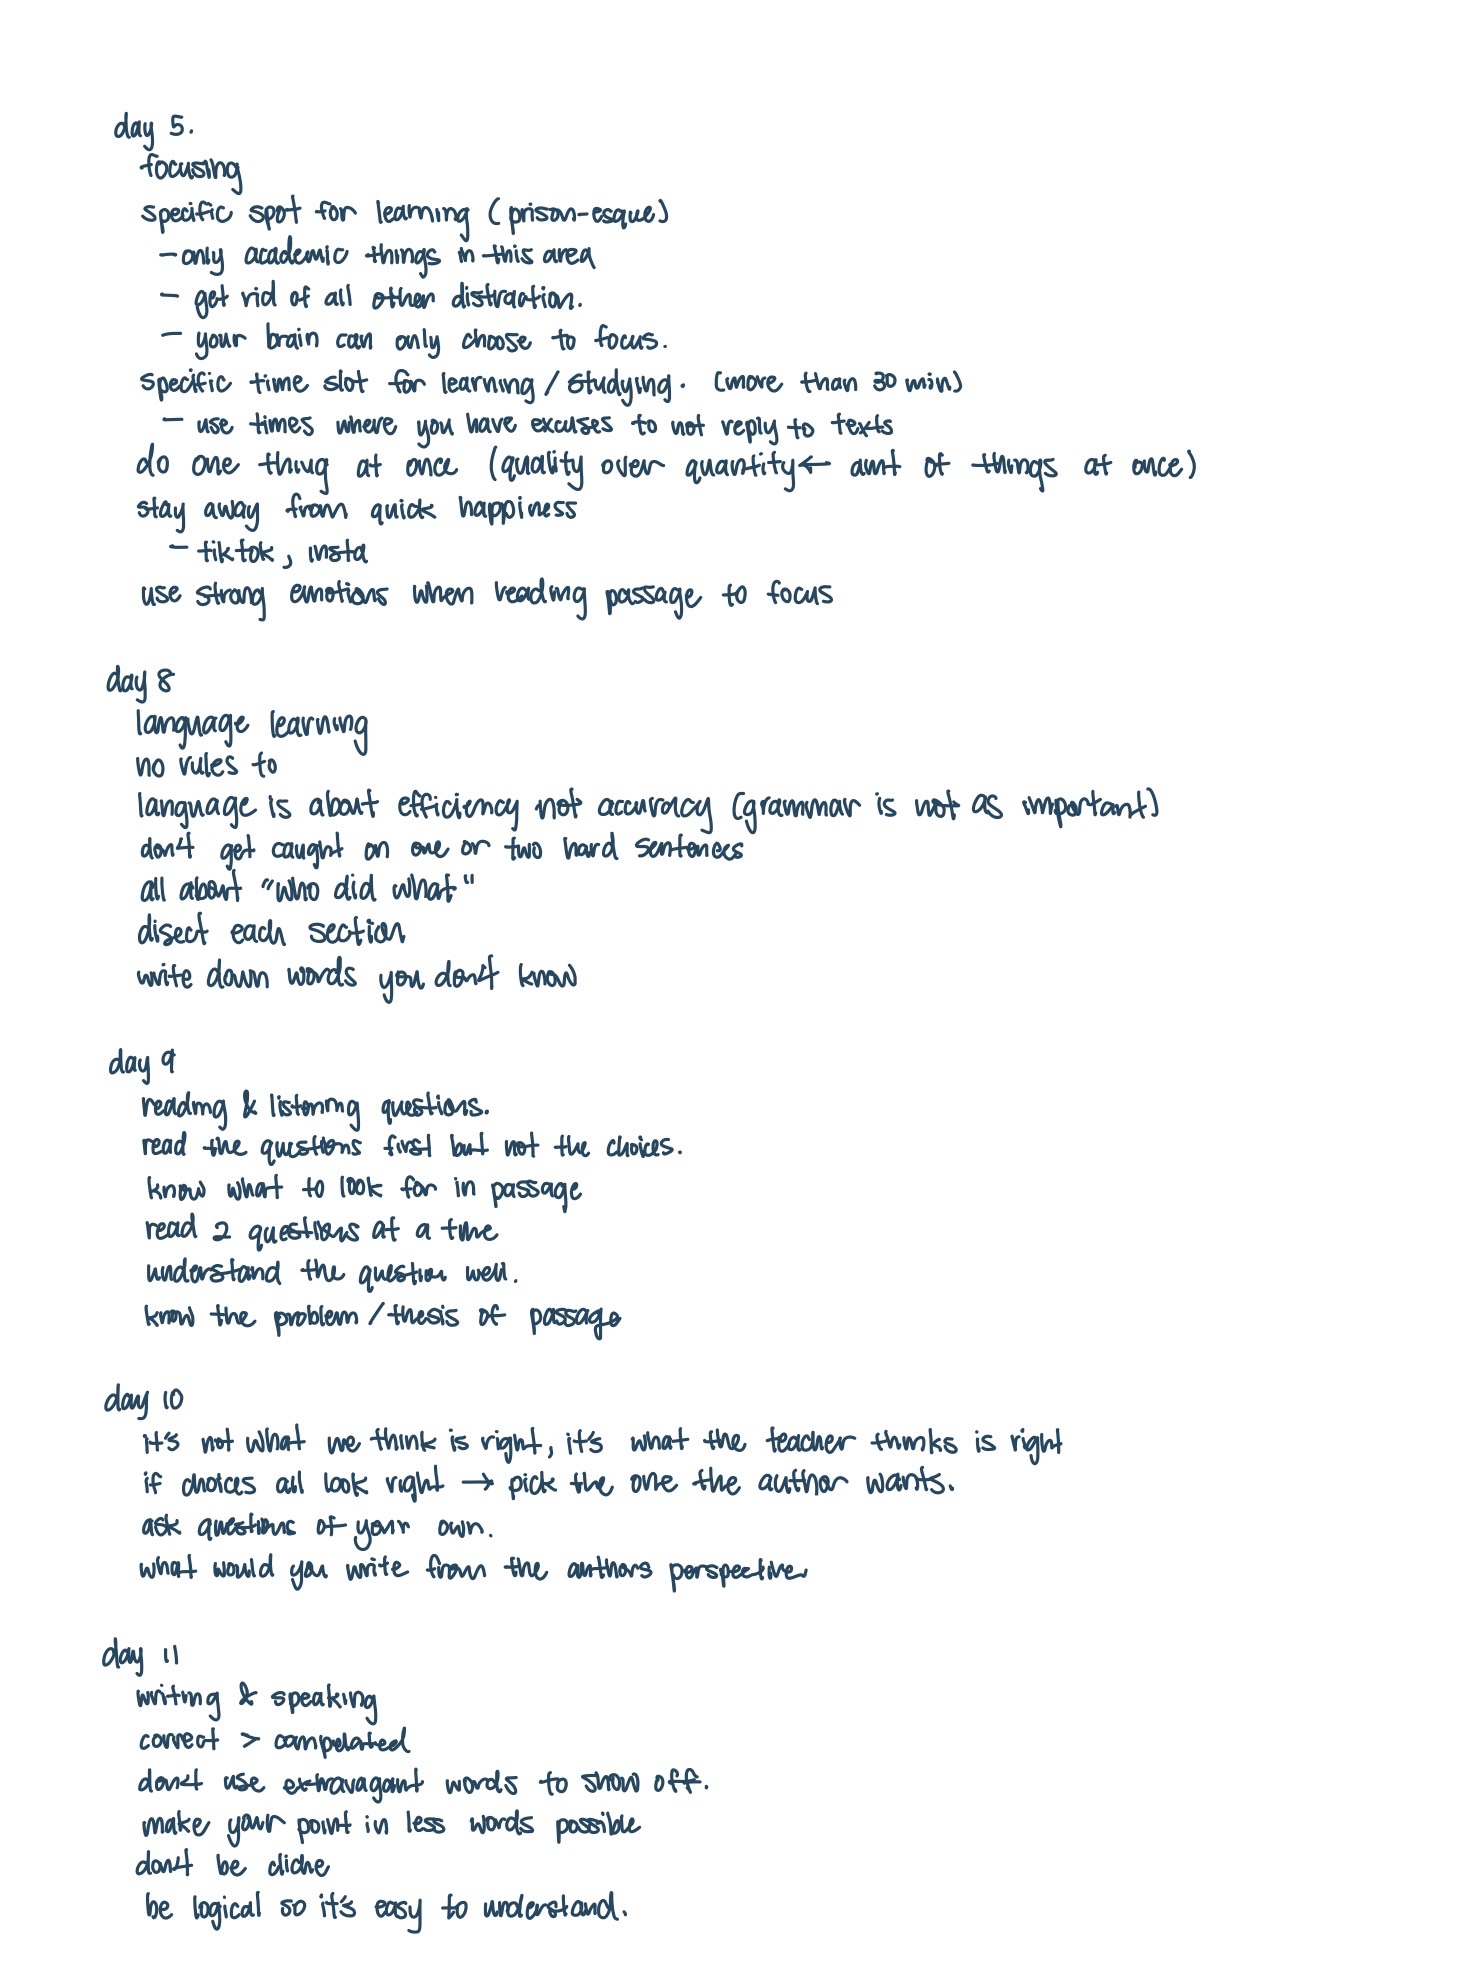 day 5.
focusing
specific spot for learning (prison-esque)
- only academic things in this area
- get rid of all other distraction.
- your brain can only choose to focus.
specific time slot for learning / studying. (more than 30 min)
- use times where you have excuses to not reply to texts
do one thing at once (quality over quantity ← amt of things at once)
stay away from quick happiness
- tiktok, insta
use strong emotions when reading passage to focus
day 8
language learning
no rules to
language is about efficiency not accuracy (grammar is not as important)
don't get caught on one or two hard sentences
all about "who did what"
disect each section
write down words you don't know
day 9
reading & listening questions.
read the questions first but not the choices.
know what to look for in passage
read 2 questions at a time
understand the question well.
know the problem / thesis of passage
day 10
it's not what we think is right, it's what the teacher thinks is right
if choices all look right → pick the one the author wants.
ask questions of your own.
what would you write from the authors perspective
day 11
writing & speaking
correct >
don't use extravagant words to show off.
make your point in less words possible
don't be cliche
be logical so it's easy to understand.